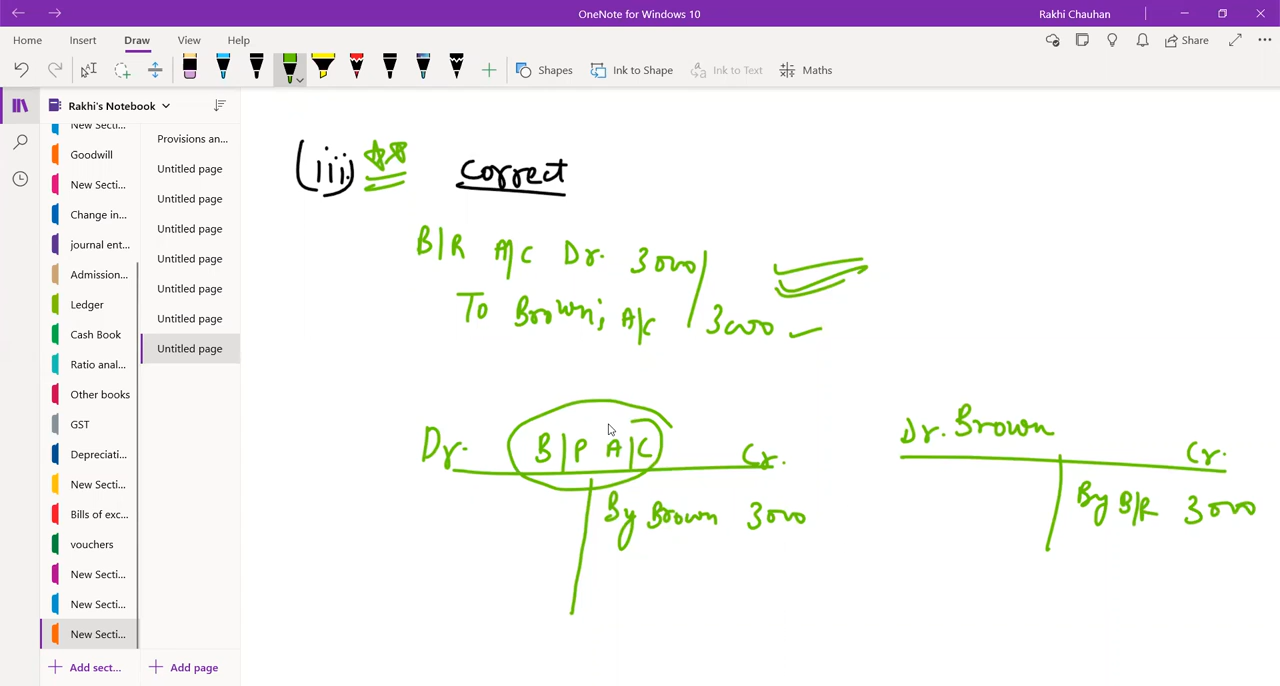 OneNote for Windows 10
Rakhi Chauhan
Home Insert Draw View Help
Share
Shapes Ink to Shape Ink to Text Maths
Rakhi's Notebook
New Secti...
Goodwill
New Secti...
Change in...
journal ent...
Admission...
Ledger
Cash Book
Ratio anal...
Other books
GST
Depreciati...
New Secti...
Bills of exc...
vouchers
New Secti...
New Secti...
New Secti...
Add sect...
Provisions an...
Untitled page
Untitled page
Untitled page
Untitled page
Untitled page
Untitled page
Untitled page
Add page
(iii) Correct
B/R A/C Dr. 3000
To Brown's A/C 3000
Dr. B/P A/C Cr.
By Brown 3000
Dr. Brown Cr.
By B/R 3000